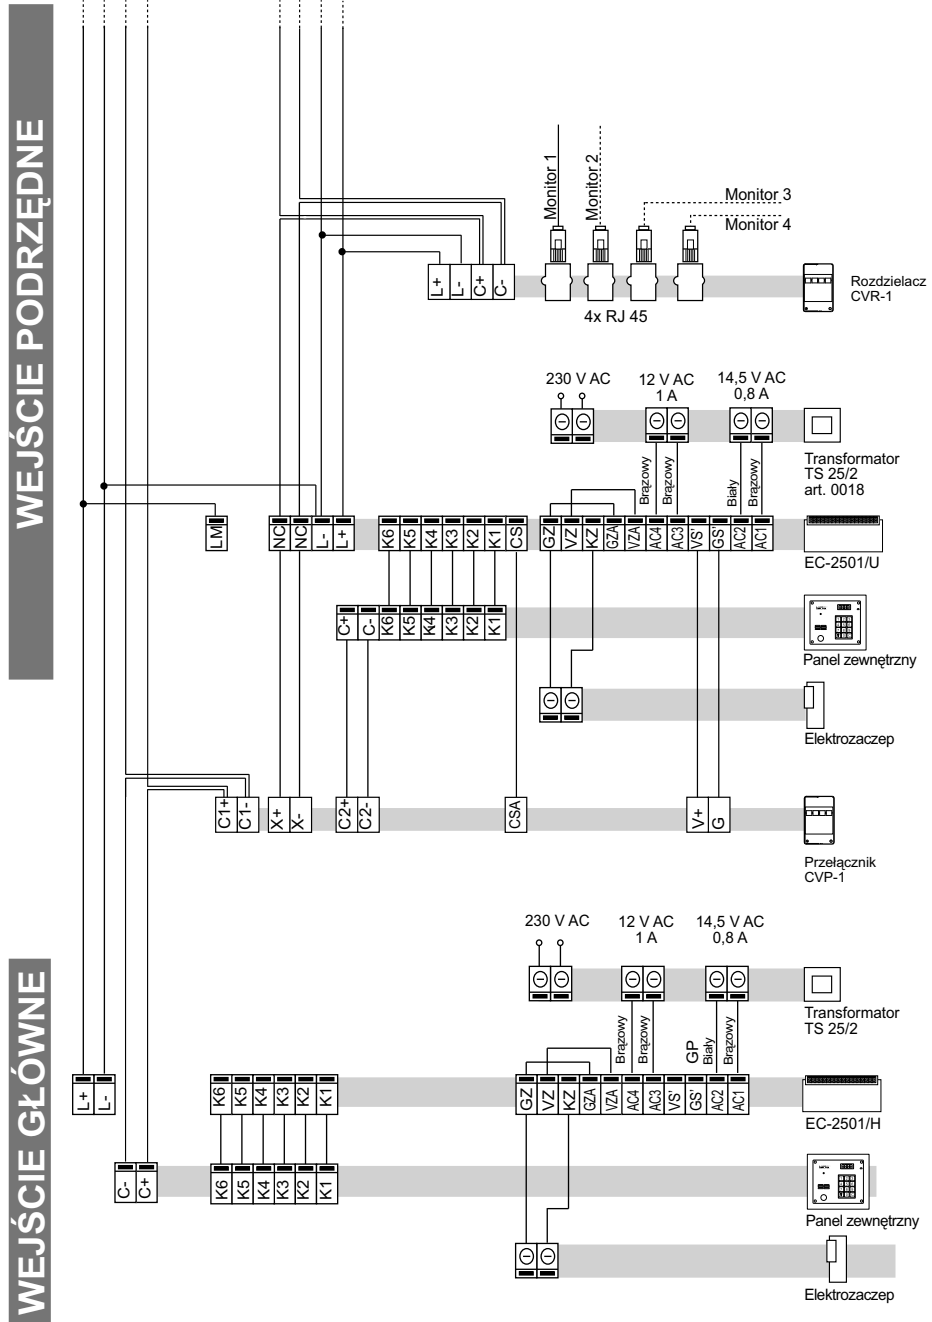 WEJŚCIE PODRZĘDNE
Monitor 1
Monitor 2
Monitor 3
Monitor 4
L+
L-
C+
C-
4x RJ 45
Rozdzielacz
CVR-1
230 V AC
12 V AC
1 A
14,5 V AC
0,8 A
Transformator
TS 25/2
art. 0018
Brązowy
Brązowy
Biały
Brązowy
LM
NC
NC
L-
L+
K6
K5
K4
K3
K2
K1
CS
GZ
VZ
KZ
GZA
VZA
AC4
AC3
VS'
GS'
AC2
AC1
EC-2501/U
C+
C-
K6
K5
K4
K3
K2
K1
Panel zewnętrzny
Elektrozaczep
C1+
C1-
X+
X-
C2+
C2-
CSA
V+
G
Przełącznik
CVP-1
WEJŚCIE GŁÓWNE
230 V AC
12 V AC
1 A
14,5 V AC
0,8 A
Transformator
TS 25/2
Brązowy
Brązowy
GP
Biały
Brązowy
L+
L-
K6
K5
K4
K3
K2
K1
GZ
VZ
KZ
GZA
VZA
AC4
AC3
VS'
GS'
AC2
AC1
EC-2501/H
C-
C+
K6
K5
K4
K3
K2
K1
Panel zewnętrzny
Elektrozaczep